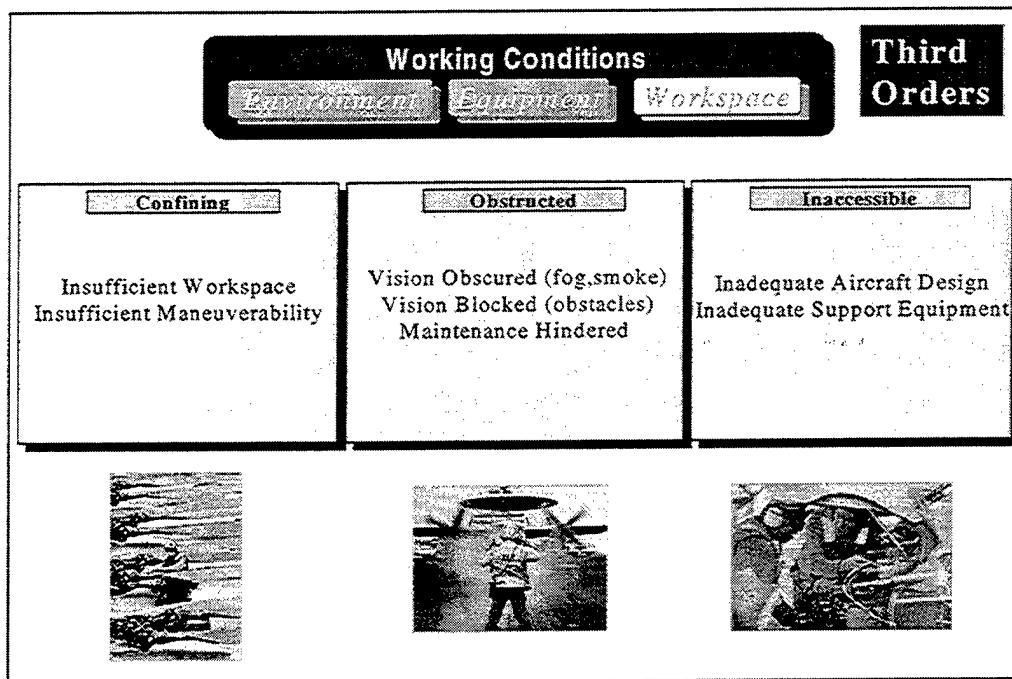 Working Conditions
Environment Equipment Workspace
Third
Orders
Confining
Insufficient Workspace
Insufficient Maneuverability
Obstructed
Vision Obscured (fog,smoke)
Vision Blocked (obstacles)
Maintenance Hindered
Inaccessible
Inadequate Aircraft Design
Inadequate Support Equipment